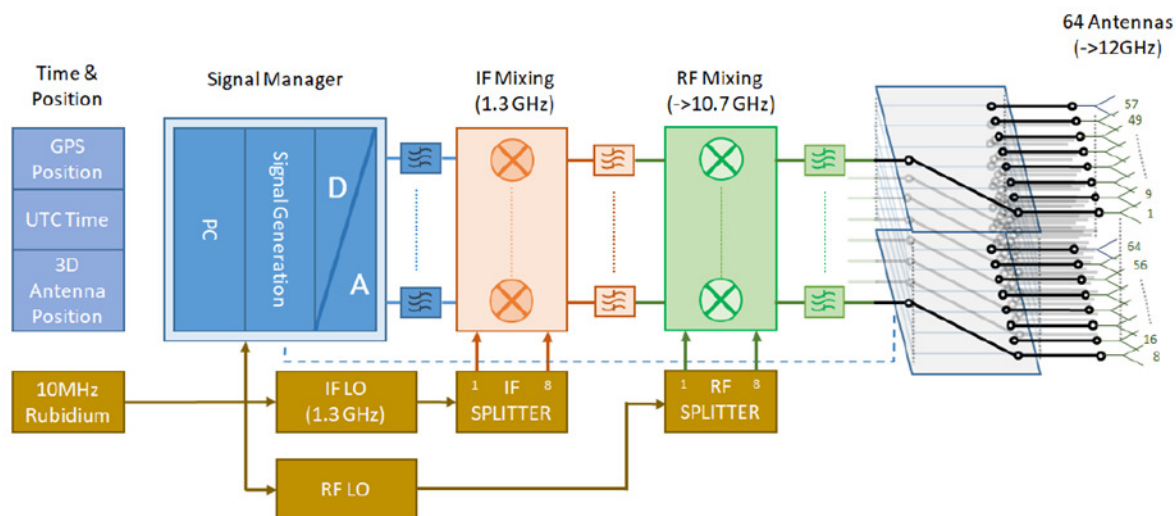 64 Antennas
(->12GHz)
Time &
Position
Signal Manager
IF Mixing
(1.3 GHz)
RF Mixing
(->10.7 GHz)
GPS
Position
UTC Time
3D
Antenna
Position
PC
Signal Generation
D
A
57
49
9
1
64
56
16
8
10MHz
Rubidium
IF LO
(1.3 GHz)
1 IF 8
SPLITTER
1 RF 8
SPLITTER
RF LO